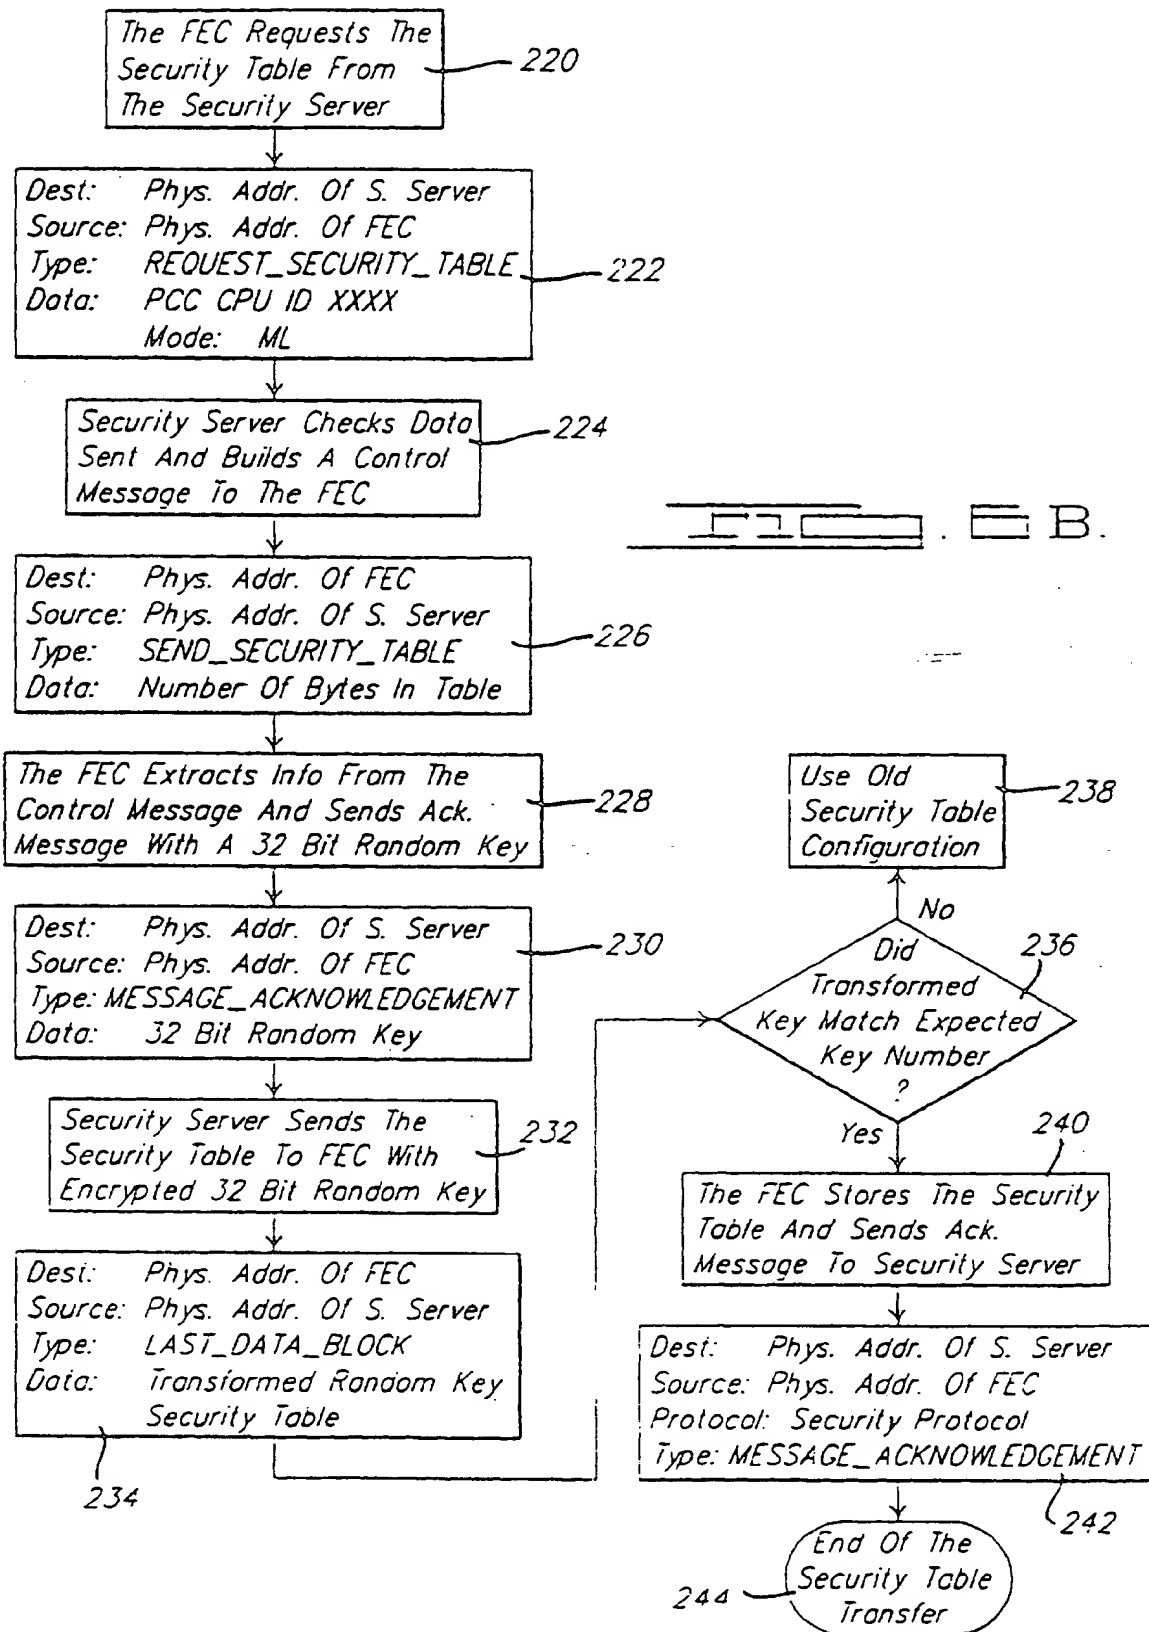 The FEC Requests The
Security Table From
The Security Server
220
Dest: Phys. Addr. Of S. Server
Source: Phys. Addr. Of FEC
Type: REQUEST_SECURITY_TABLE
Data: PCC CPU ID XXXX
Mode: ML
222
Security Server Checks Data
Sent And Builds A Control
Message To The FEC
224
Dest: Phys. Addr. Of FEC
Source: Phys. Addr. Of S. Server
Type: SEND_SECURITY_TABLE
Data: Number Of Bytes In Table
226
The FEC Extracts Info From The
Control Message And Sends Ack.
Message With A 32 Bit Random Key
228
Dest: Phys. Addr. Of S. Server
Source: Phys. Addr. Of FEC
Type: MESSAGE_ACKNOWLEDGEMENT
Data: 32 Bit Random Key
230
Security Server Sends The
Security Table To FEC With
Encrypted 32 Bit Random Key
232
Dest: Phys. Addr. Of FEC
Source: Phys. Addr. Of S. Server
Type: LAST_DATA_BLOCK
Data: Transformed Random Key
Security Table
234
B.
Use Old
Security Table
Configuration
238
No
Did
Transformed
Key Match Expected
Key Number
?
236
Yes
240
The FEC Stores The Security
Table And Sends Ack.
Message To Security Server
Dest: Phys. Addr. Of S. Server
Source: Phys. Addr. Of FEC
Protocol: Security Protocol
Type: MESSAGE_ACKNOWLEDGEMENT
242
End Of The
Security Table
Transfer
244